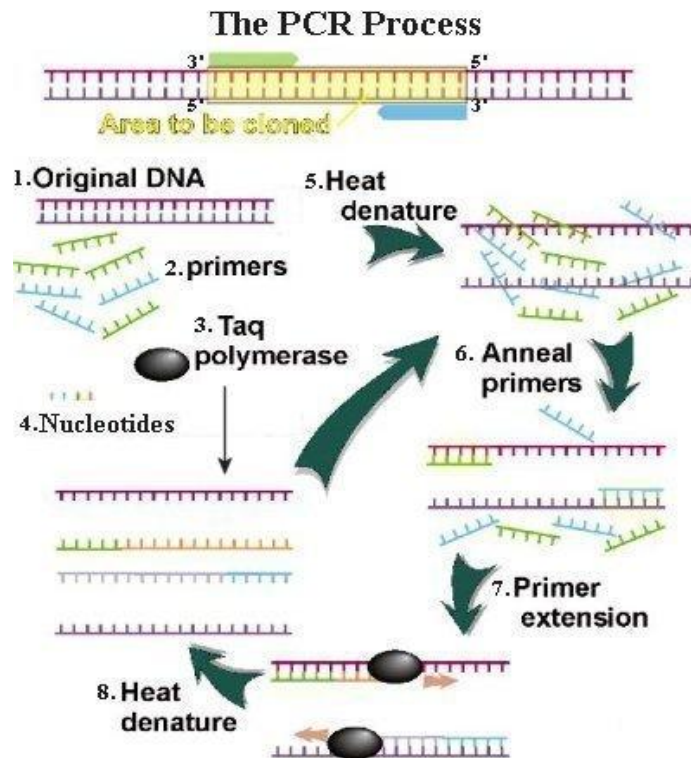 The PCR Process
3' 5'
5' 3'
Area to be cloned
1.Original DNA
2.primers
3.Taq
polymerase
4.Nucleotides
5.Heat
denature
6. Anneal
primers
7.Primer
extension
8.Heat
denature